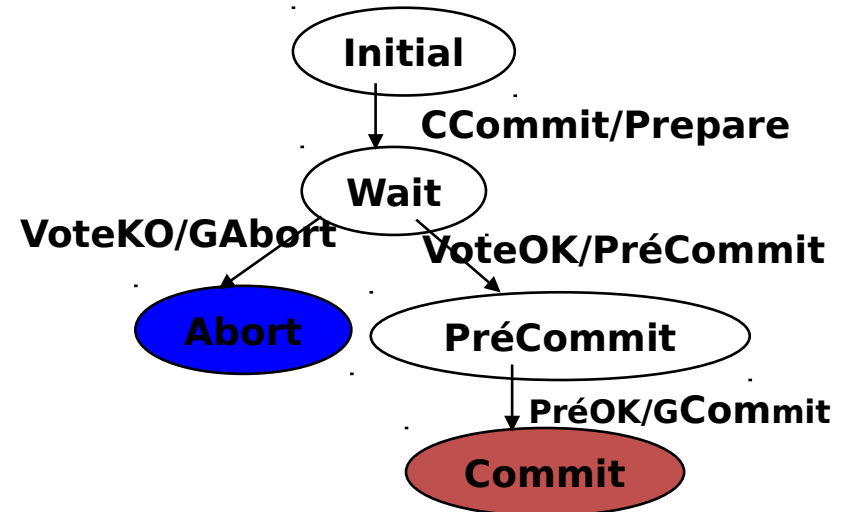 Initial
CCommit/Prepare
Wait
VoteKO/GAbort
VoteOK/PréCommit
Abort
PréCommit
PréOK/GCommit
Commit